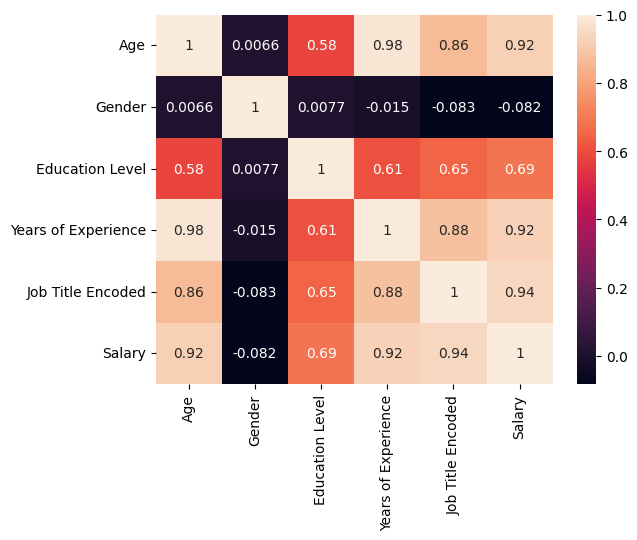 Age 1 0.0066 0.58 0.98 0.86 0.92
Gender 0.0066 1 0.0077 -0.015 -0.083 -0.082
Education Level 0.58 0.0077 1 0.61 0.65 0.69
Years of Experience 0.98 -0.015 0.61 1 0.88 0.92
Job Title Encoded 0.86 -0.083 0.65 0.88 1 0.94
Salary 0.92 -0.082 0.69 0.92 0.94 1
Age
Gender
Education Level
Years of Experience
Job Title Encoded
Salary
1.0
0.8
0.6
0.4
0.2
0.0